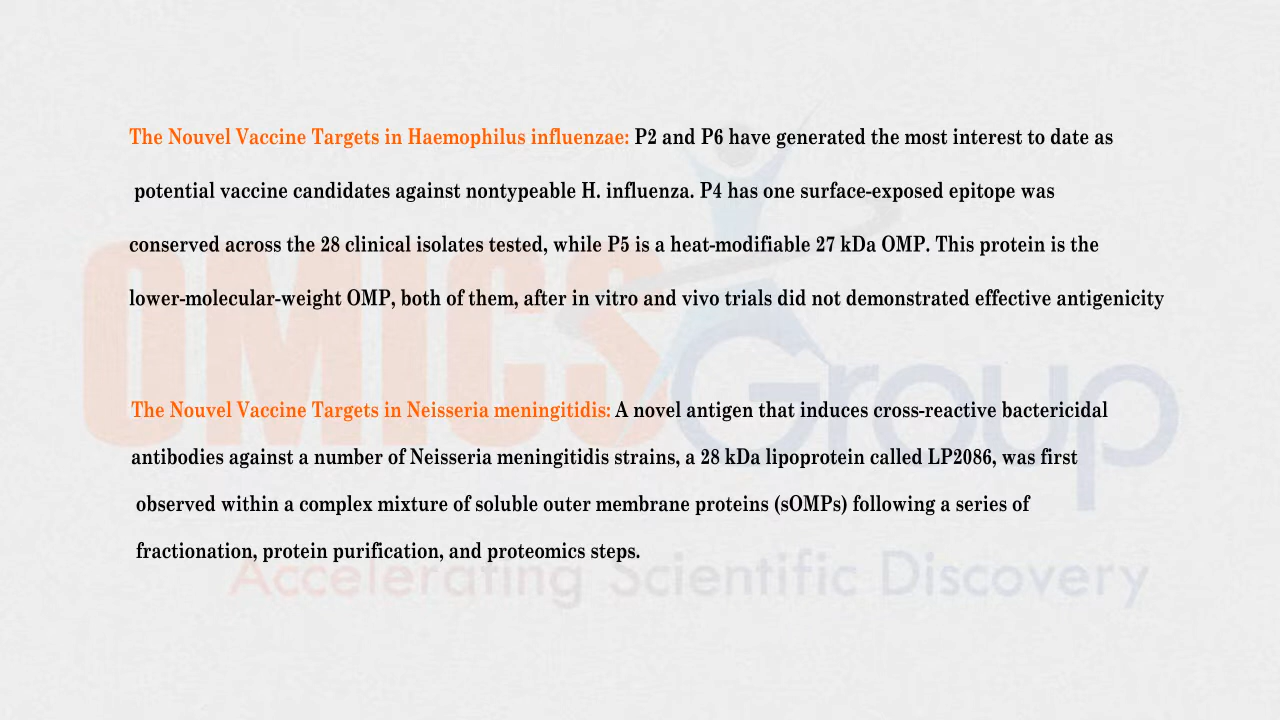 The Nouvel Vaccine Targets in Haemophilus influenzae: P2 and P6 have generated the most interest to date as
potential vaccine candidates against nontypeable H. influenza. P4 has one surface-exposed epitope was
conserved across the 28 clinical isolates tested, while P5 is a heat-modifiable 27 kDa OMP. This protein is the
lower-molecular-weight OMP, both of them, after in vitro and vivo trials did not demonstrated effective antigenicity
OMICS Group
The Nouvel Vaccine Targets in Neisseria meningitidis: A novel antigen that induces cross-reactive bactericidal
antibodies against a number of Neisseria meningitidis strains, a 28 kDa lipoprotein called LP2086, was first
observed within a complex mixture of soluble outer membrane proteins (sOMPs) following a series of
fractionation, protein purification, and proteomics steps.
Accelerating Scientific Discovery